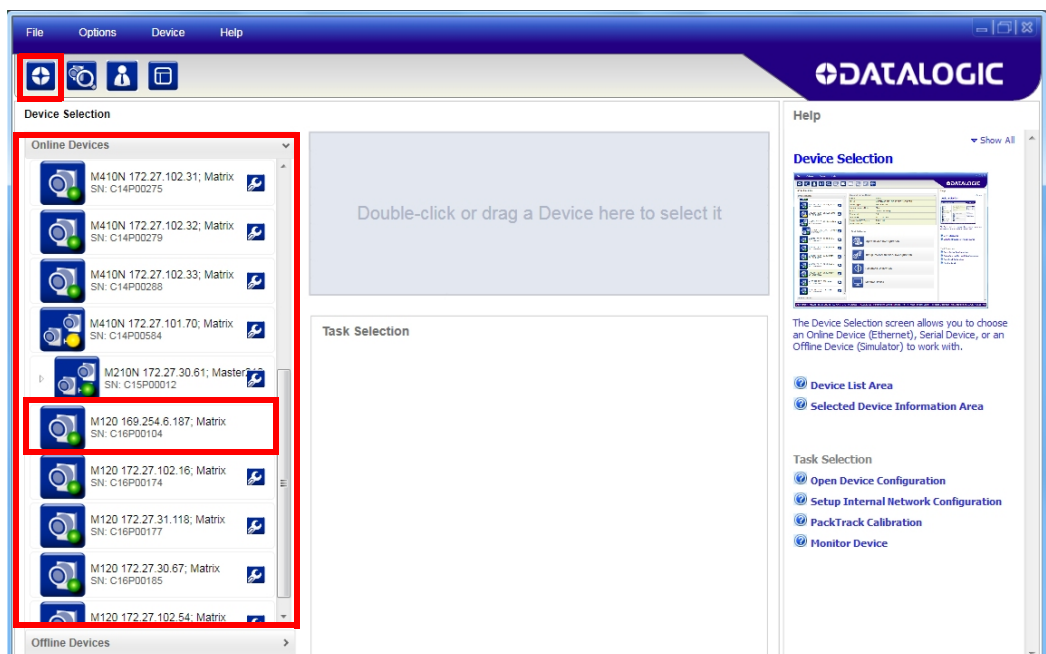 File Options Device Help
DATALOGIC
Device Selection
Online Devices
M410N 172.27.102.31; Matrix
SN: C14P00275
M410N 172.27.102.32; Matrix
SN: C14P00279
M410N 172.27.102.33; Matrix
SN: C14P00288
M410N 172.27.101.70; Matrix
SN: C14P00584
M210N 172.27.30.61;
SN: C15P00012
M120 169.254.6.187; Matrix
SN: C16P00104
M120 172.27.102.16; Matrix
SN: C16P00174
M120 172.27.31.118; Matrix
SN: C16P00177
M120 172.27.30.67; Matrix
SN: C16P00185
M120 172.27.102.54; Matrix
Offline Devices
Double-click or drag a Device here to select it
Task Selection
Help
Show All
Device Selection
The Device Selection screen allows you to choose
an Online Device (Ethernet), Serial Device, or an
Offline Device (Simulator) to work with.
Device List Area
Selected Device Information Area
Task Selection
Open Device Configuration
Setup Internal Network Configuration
PackTrack Calibration
Monitor Device